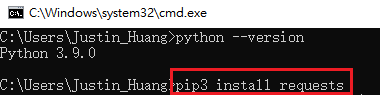 C:\Windows\system32\cmd.exe
C:\Users\Justin_Huang>python --version
Python 3.9.0
C:\Users\Justin_Huang>pip3 install requests